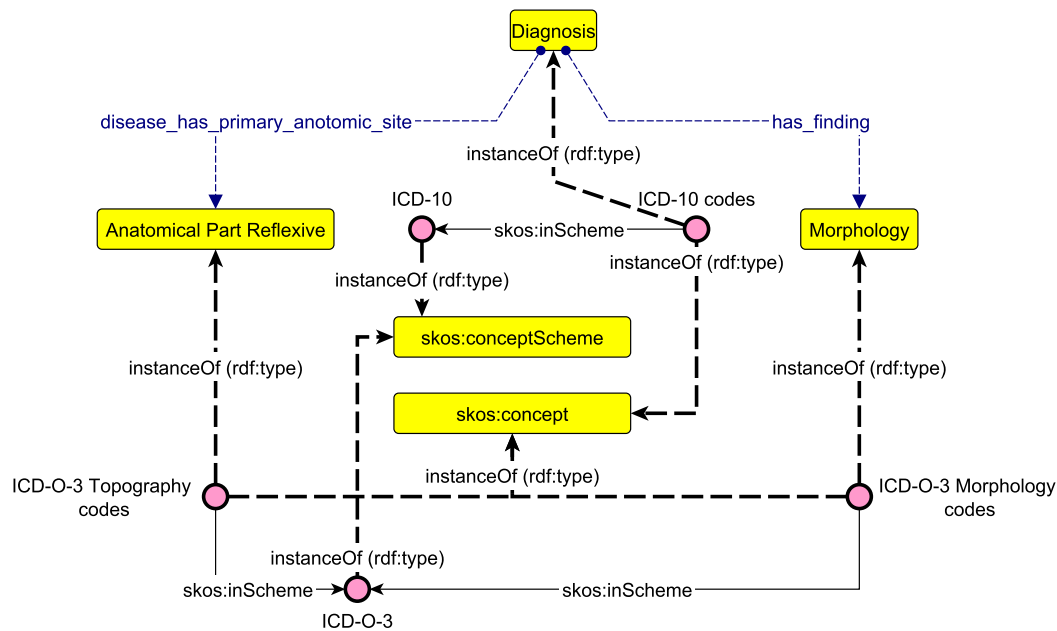 Diagnosis
disease_has_primary_anotomic_site
has_finding
instanceOf (rdf:type)
ICD-10
ICD-10 codes
Anatomical Part Reflexive
skos:inScheme
Morphology
instanceOf (rdf:type)
instanceOf (rdf:type)
skos:conceptScheme
instanceOf (rdf:type)
instanceOf (rdf:type)
skos:concept
instanceOf (rdf:type)
ICD-O-3 Topography
codes
ICD-O-3 Morphology
codes
instanceOf (rdf:type)
skos:inScheme
skos:inScheme
ICD-O-3